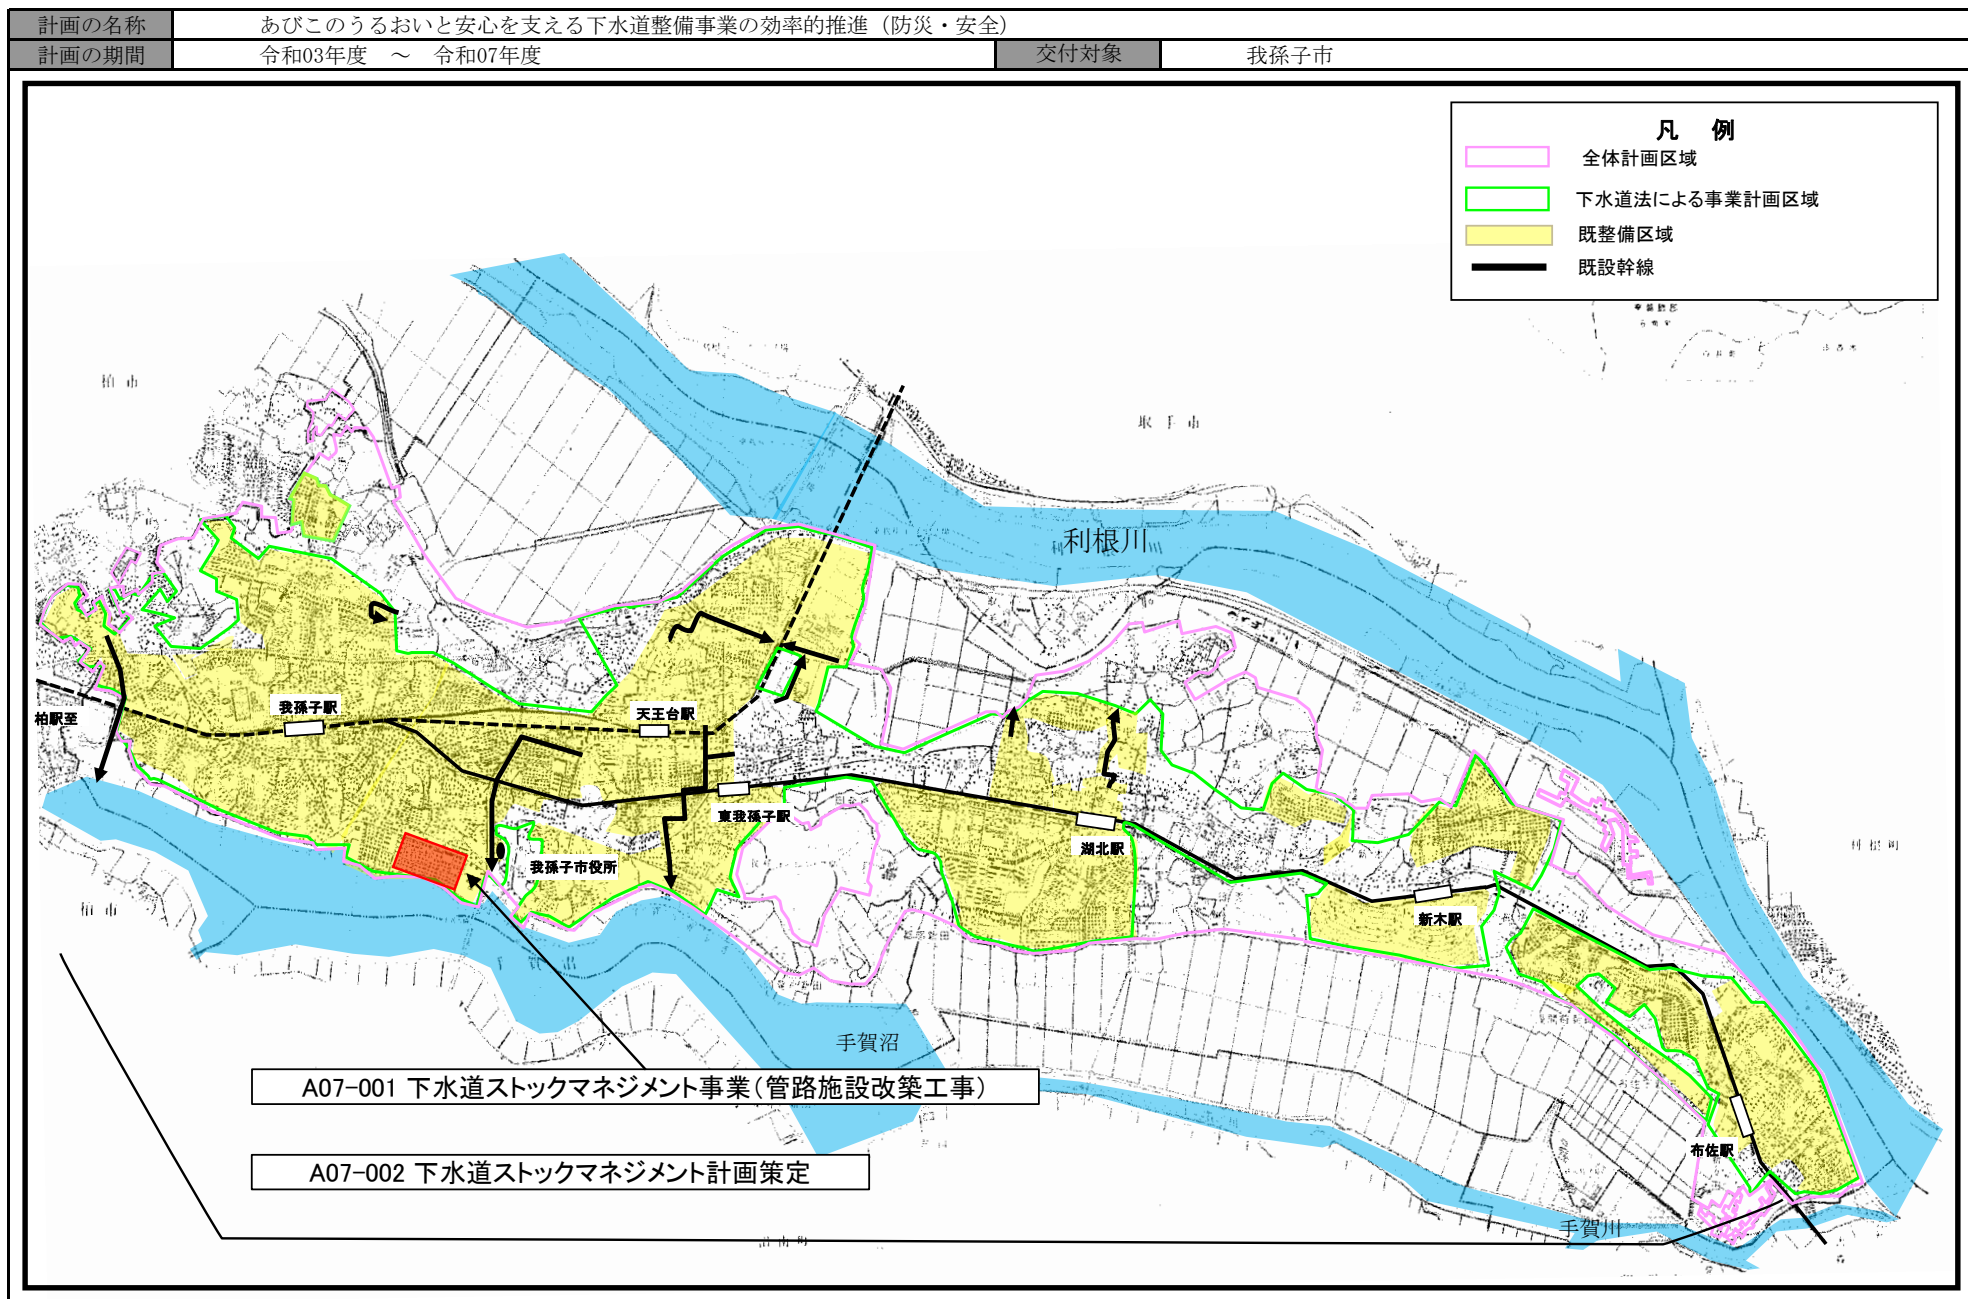 計画の名称 あびこのうるおいと安心を支える下水道整備事業の効率的推進（防災・安全）
計画の期間 令和03年度 ～ 令和07年度 交付対象 我孫子市
凡 例
全体計画区域
下水道法による事業計画区域
既整備区域
既設幹線
柏 市
取 手 市
利根川
柏駅至
我孫子駅
天王台駅
東我孫子駅
湖北駅
我孫子市役所
新木駅
利 根 町
柏 市
手 賀 沼
手賀沼
A07-001 下水道ストックマネジメント事業(管路施設改築工事)
A07-002 下水道ストックマネジメント計画策定
布佐駅
手賀川
沼 南 町